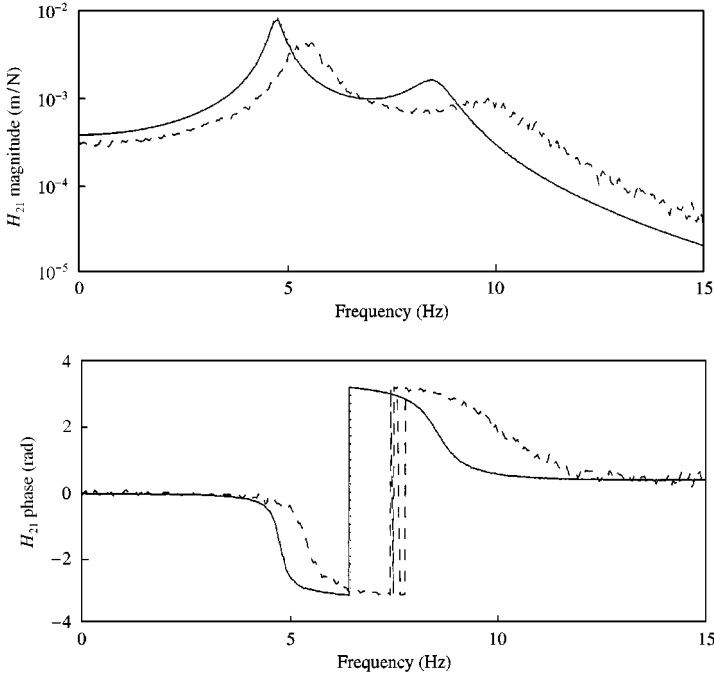 10⁻²
10⁻³
10⁻⁴
10⁻⁵
H₂₁ magnitude (m/N)
0 5 10 15
Frequency (Hz)
4
2
0
−2
−4
H₂₁ phase (rad)
0 5 10 15
Frequency (Hz)